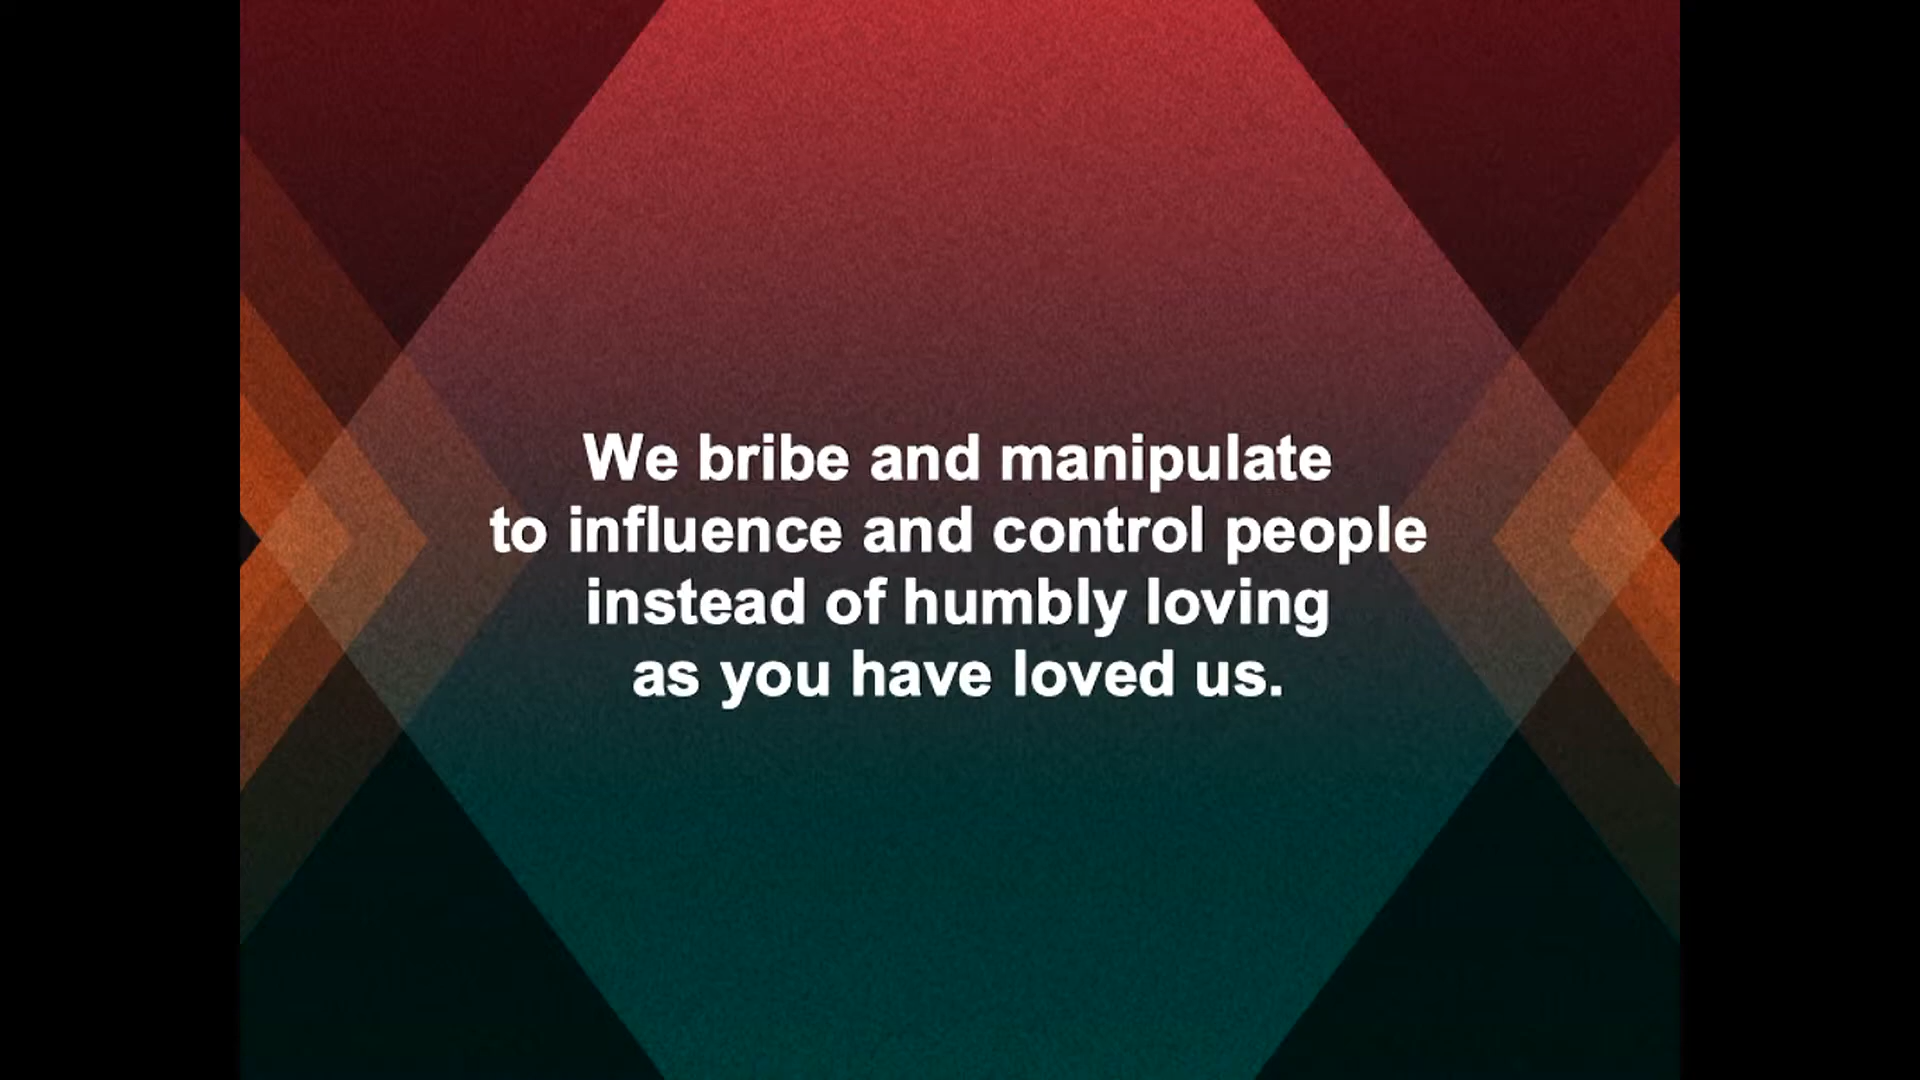 We bribe and manipulate
to influence and control people
instead of humbly loving
as you have loved us.